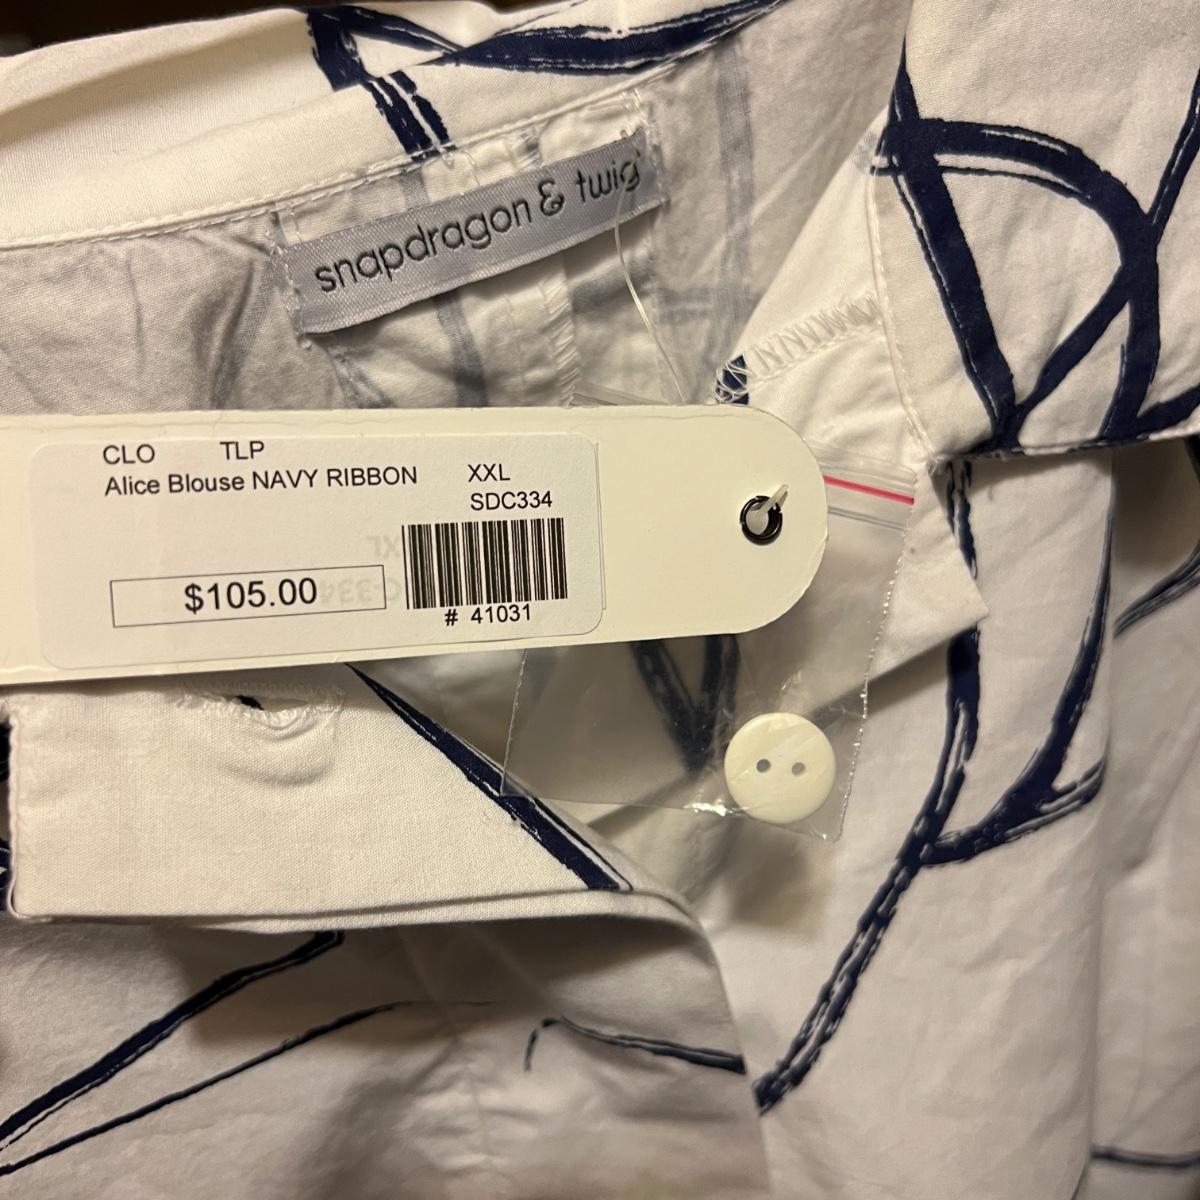 snapdragon & twig
CLO TLP
Alice Blouse NAVY RIBBON XXL
SDC334
$105.00
# 41031